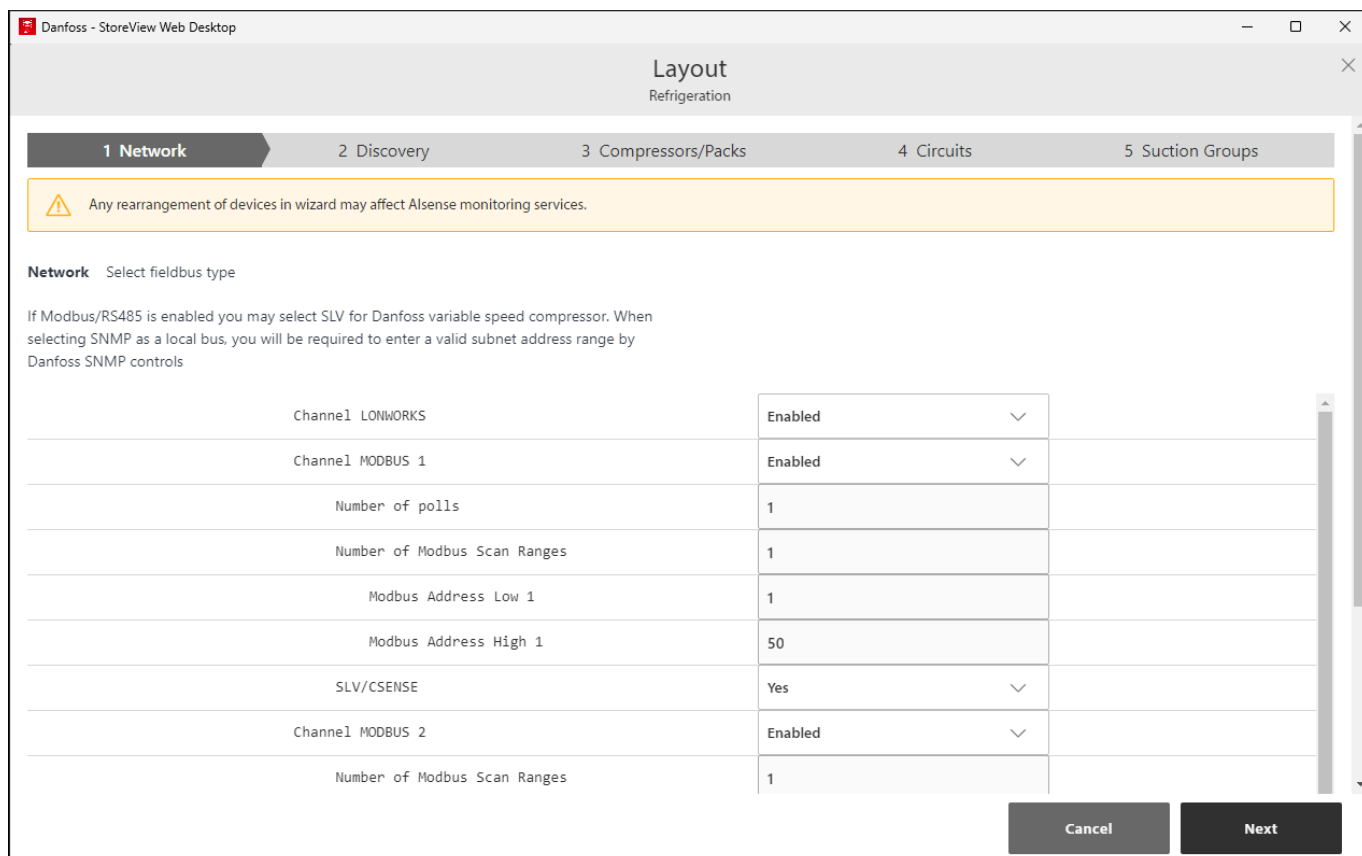 Danfoss - StoreView Web Desktop
Layout
Refrigeration
1 Network
2 Discovery
3 Compressors/Packs
4 Circuits
5 Suction Groups
Any rearrangement of devices in wizard may affect Alsense monitoring services.
Network Select fieldbus type
If Modbus/RS485 is enabled you may select SLV for Danfoss variable speed compressor. When
selecting SNMP as a local bus, you will be required to enter a valid subnet address range by
Danfoss SNMP controls
Channel LONWORKS Enabled
Channel MODBUS 1 Enabled
Number of polls 1
Number of Modbus Scan Ranges 1
Modbus Address Low 1 1
Modbus Address High 1 50
SLV/CSENSE Yes
Channel MODBUS 2 Enabled
Number of Modbus Scan Ranges 1
Cancel Next